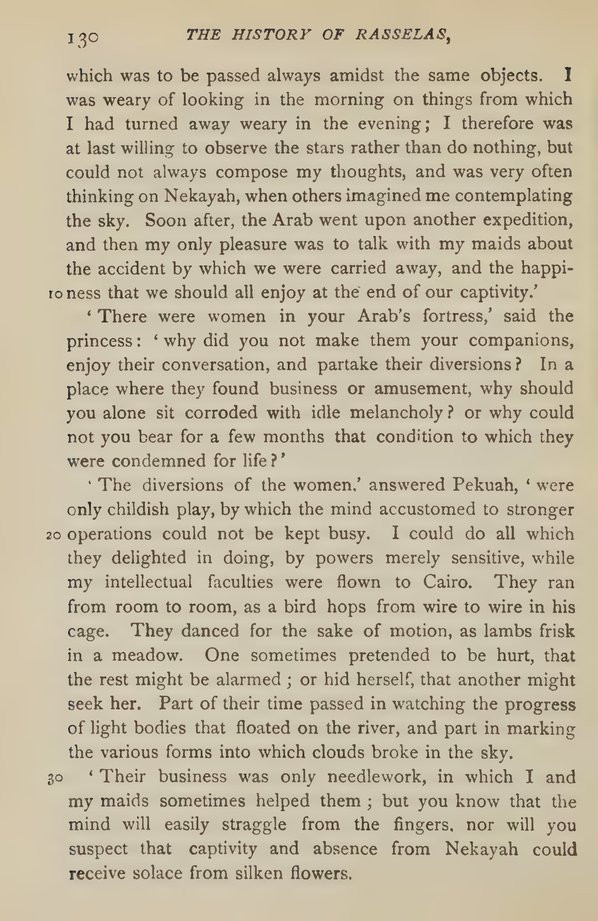 130 THE HISTORY OF RASSELAS,
which was to be passed always amidst the same objects. I
was weary of looking in the morning on things from which
I had turned away weary in the evening; I therefore was
at last willing to observe the stars rather than do nothing, but
could not always compose my thoughts, and was very often
thinking on Nekayah, when others imagined me contemplating
the sky. Soon after, the Arab went upon another expedition,
and then my only pleasure was to talk with my maids about
the accident by which we were carried away, and the happi-
10 ness that we should all enjoy at the end of our captivity.’
‘ There were women in your Arab’s fortress,’ said the
princess: ‘ why did you not make them your companions,
enjoy their conversation, and partake their diversions? In a
place where they found business or amusement, why should
you alone sit corroded with idle melancholy? or why could
not you bear for a few months that condition to which they
were condemned for life?’
‘ The diversions of the women,’ answered Pekuah, ‘ were
only childish play, by which the mind accustomed to stronger
20 operations could not be kept busy. I could do all which
they delighted in doing, by powers merely sensitive, while
my intellectual faculties were flown to Cairo. They ran
from room to room, as a bird hops from wire to wire in his
cage. They danced for the sake of motion, as lambs frisk
in a meadow. One sometimes pretended to be hurt, that
the rest might be alarmed ; or hid herself, that another might
seek her. Part of their time passed in watching the progress
of light bodies that floated on the river, and part in marking
the various forms into which clouds broke in the sky.
30 ‘ Their business was only needlework, in which I and
my maids sometimes helped them ; but you know that the
mind will easily straggle from the fingers, nor will you
suspect that captivity and absence from Nekayah could
receive solace from silken flowers.